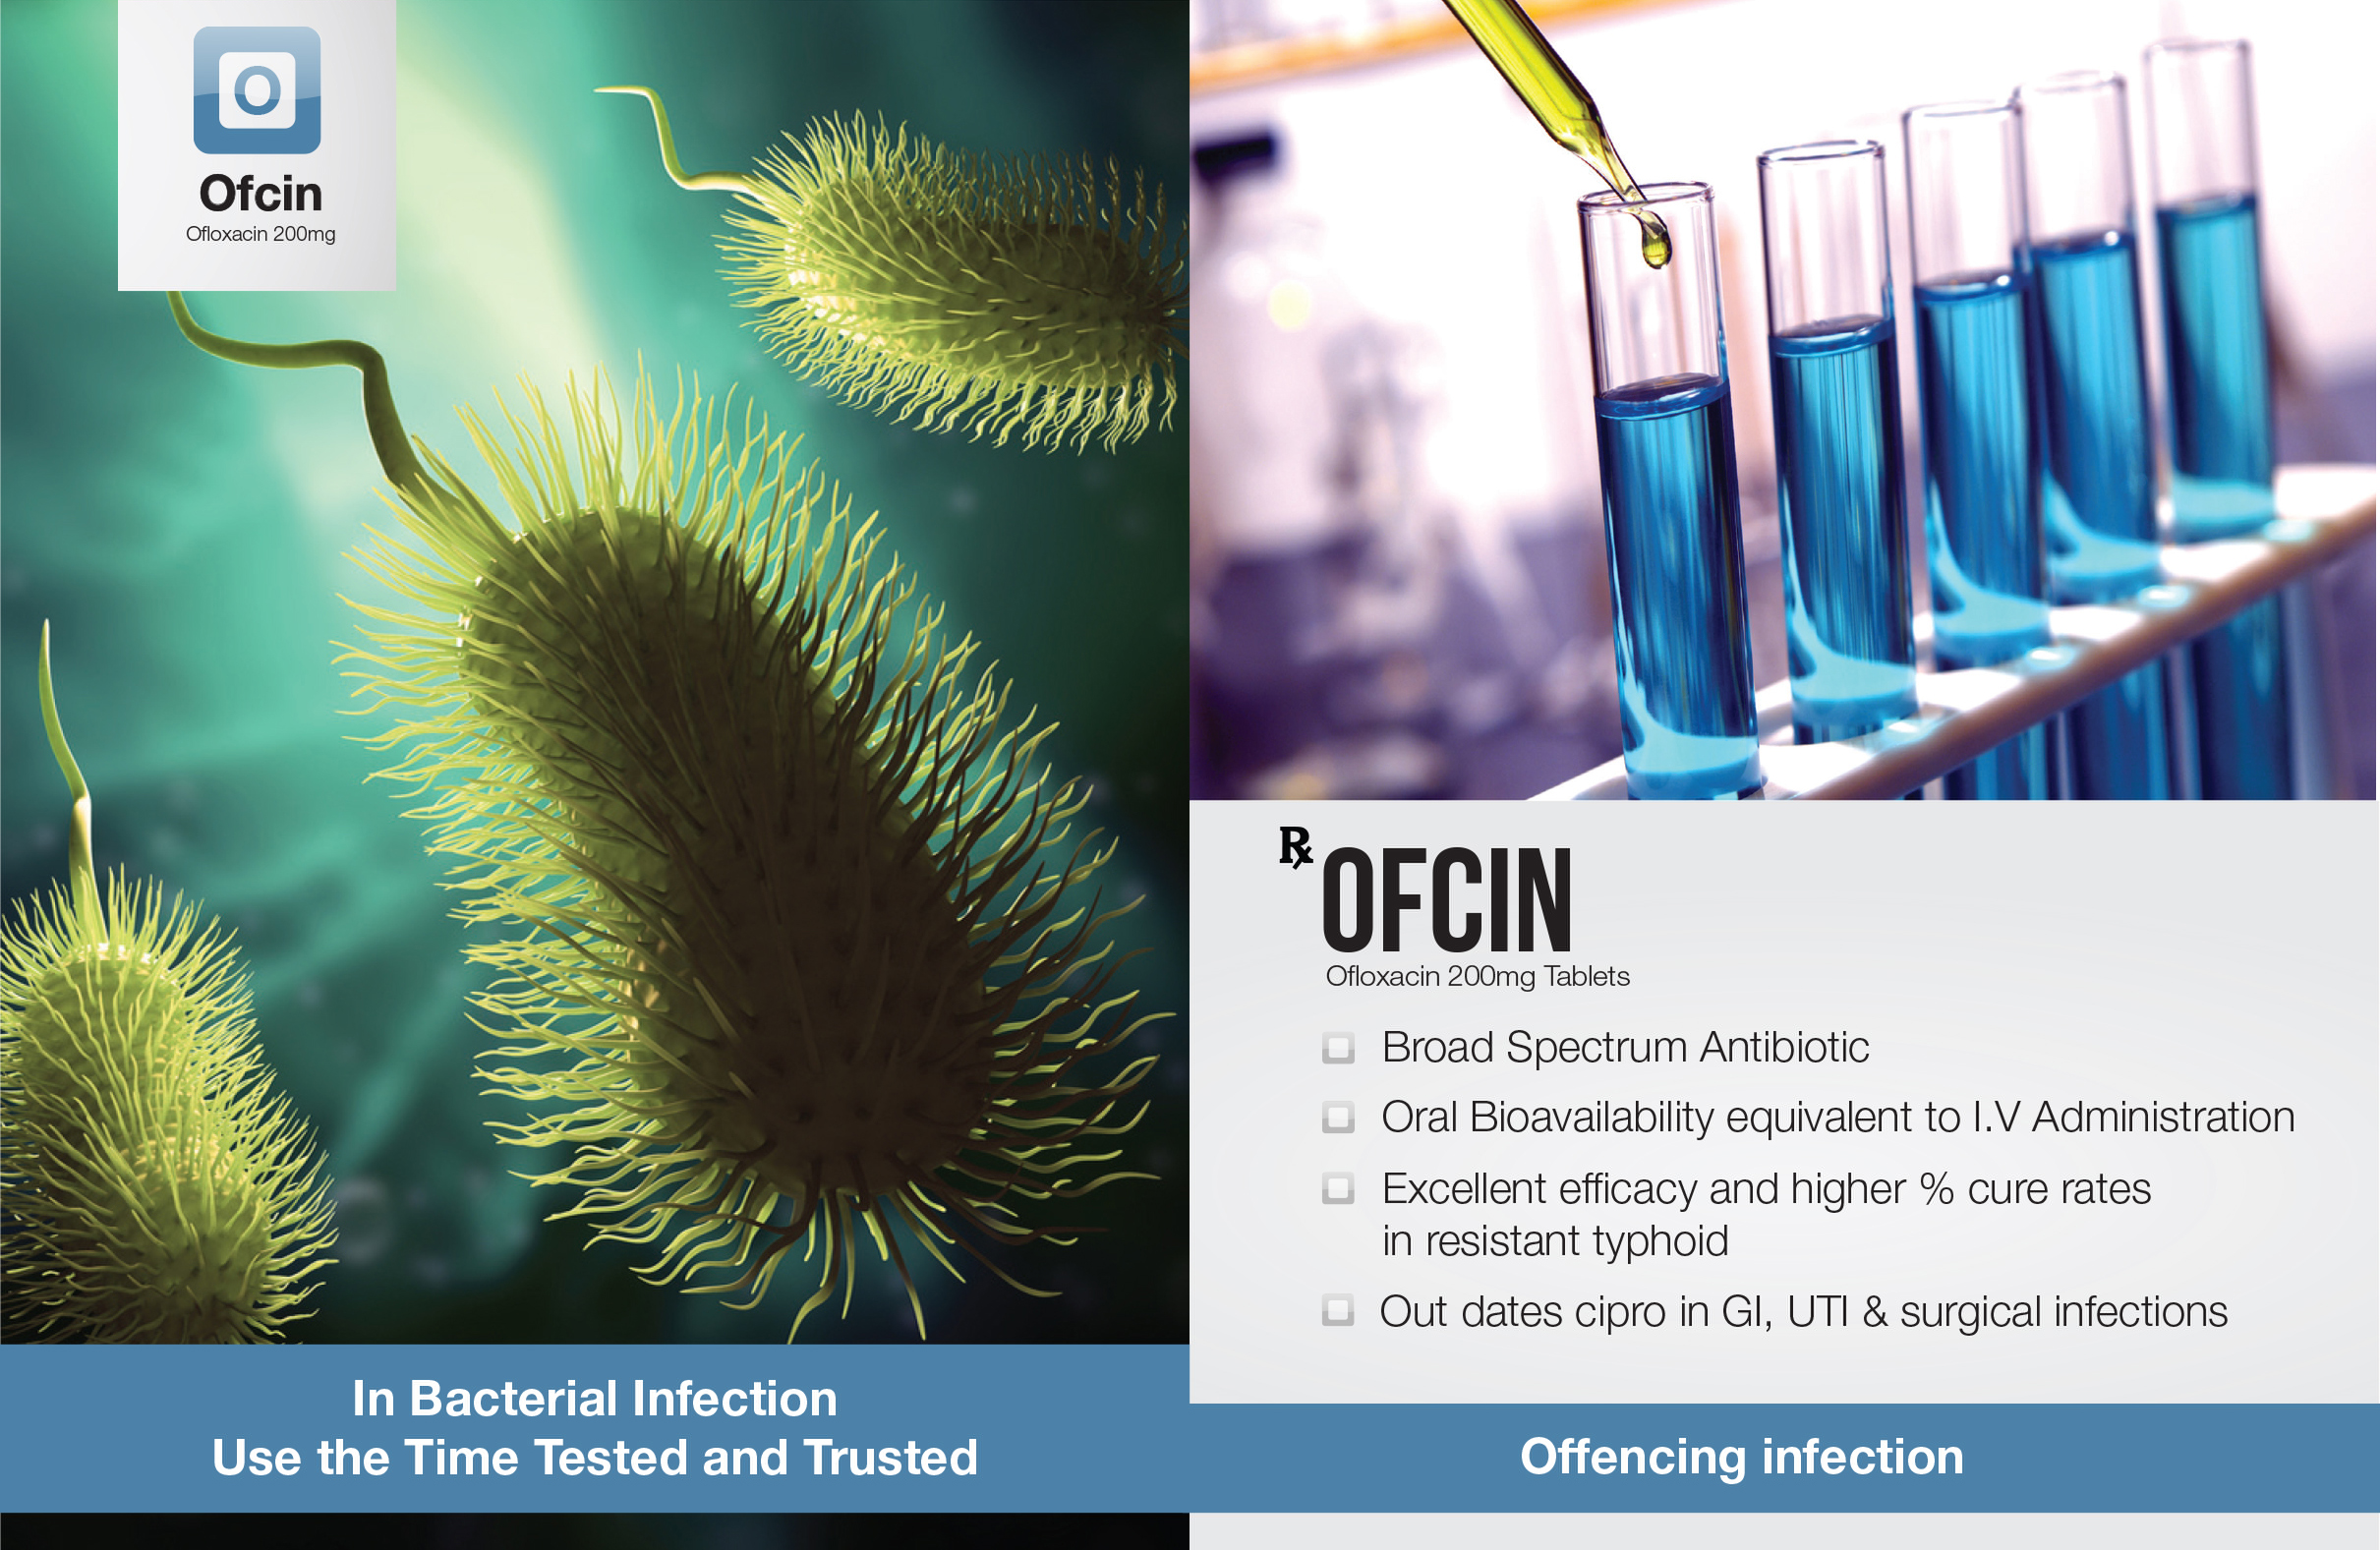 O
Ofcin
Ofloxacin 200mg
In Bacterial Infection
Use the Time Tested and Trusted
℞ OFCIN
Ofloxacin 200mg Tablets
Broad Spectrum Antibiotic
Oral Bioavailability equivalent to I.V Administration
Excellent efficacy and higher % cure rates
in resistant typhoid
Out dates cipro in GI, UTI & surgical infections
Offencing infection